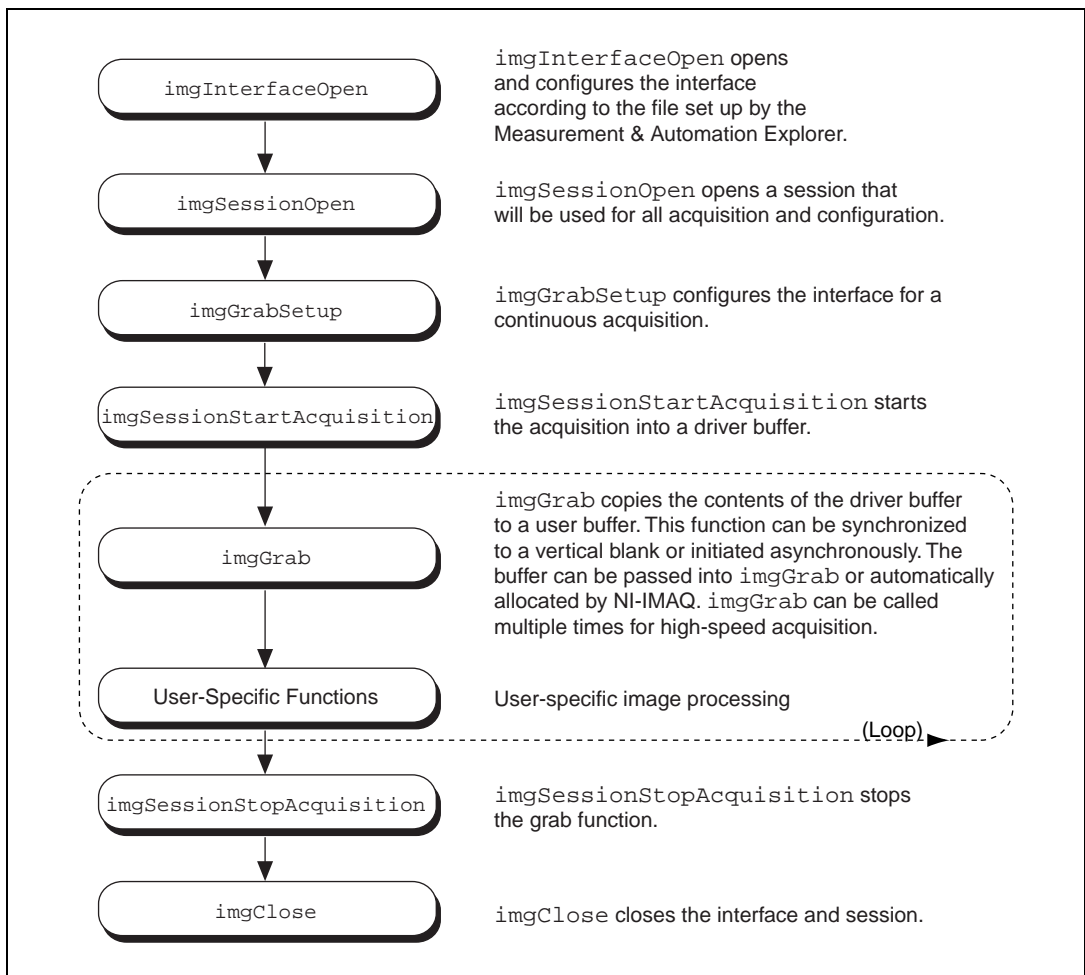 imgInterfaceOpen
imgInterfaceOpen opens
and configures the interface
according to the file set up by the
Measurement & Automation Explorer.
imgSessionOpen
imgSessionOpen opens a session that
will be used for all acquisition and configuration.
imgGrabSetup
imgGrabSetup configures the interface for a
continuous acquisition.
imgSessionStartAcquisition
imgSessionStartAcquisition starts
the acquisition into a driver buffer.
imgGrab
imgGrab copies the contents of the driver buffer
to a user buffer. This function can be synchronized
to a vertical blank or initiated asynchronously. The
buffer can be passed into imgGrab or automatically
allocated by NI-IMAQ. imgGrab can be called
multiple times for high-speed acquisition.
User-Specific Functions
User-specific image processing
(Loop)
imgSessionStopAcquisition
imgSessionStopAcquisition stops
the grab function.
imgClose
imgClose closes the interface and session.